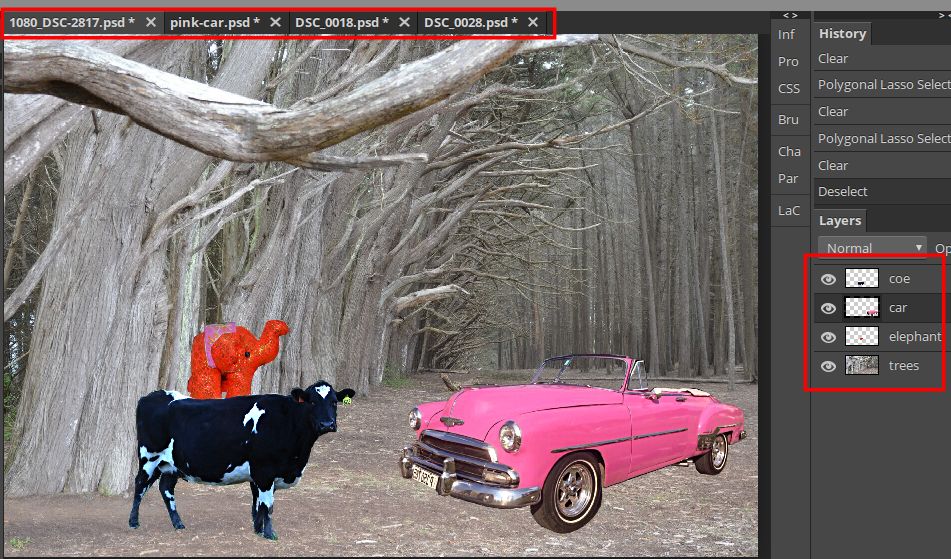 1080_DSC-2817.psd *
pink-car.psd *
DSC_0018.psd *
DSC_0028.psd *
< >
> <
Inf
Pro
CSS
Bru
Cha
Par
LaC
History
Clear
Polygonal Lasso Select
Clear
Polygonal Lasso Select
Clear
Deselect
Layers
Normal
Op
coe
car
elephant
trees